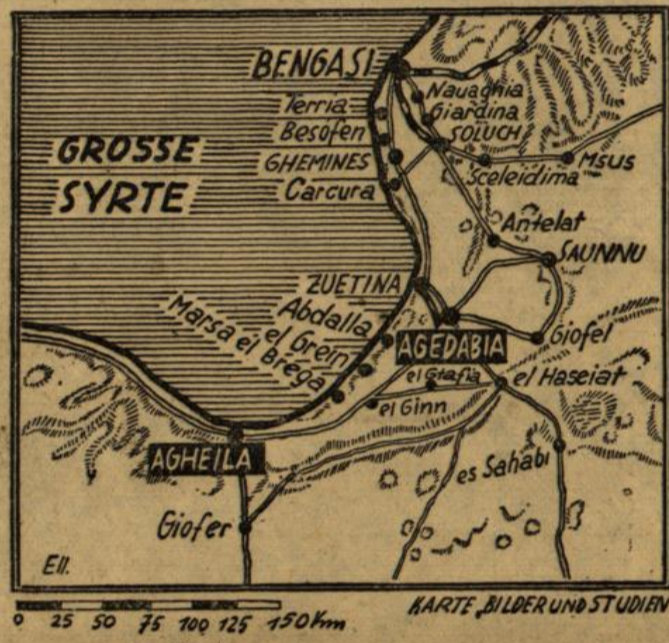 BENGASI
Nauaghia
Terria
Giardina
Besófen
SOLUCH
GROSSE
SYRTE
GHEMINES
Msus
Sceleidima
Carcura
Antelat
SAUNNU
ZUETINA
Abdalla
el Grein
Marsa el Brega
AGEDABIA
Giofel
el Gtafia
el Haseiat
el Ginn
AGHEILA
es Sahabi
Giofer
Ell.
0 25 50 75 100 125 150 Km
KARTE, BILDER UND STUDIEN